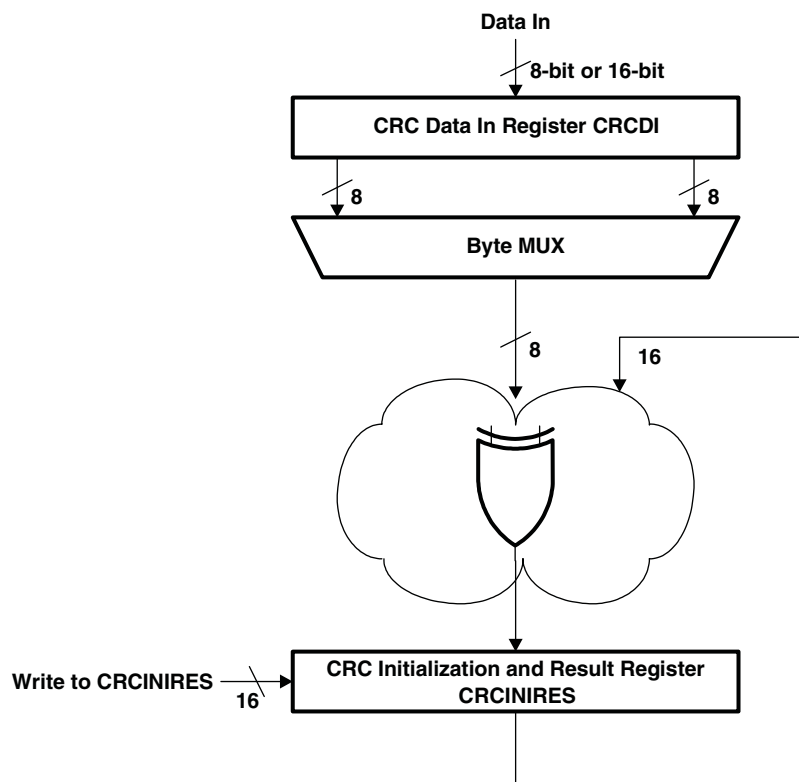 Data In
8-bit or 16-bit
CRC Data In Register CRCDI
8
8
Byte MUX
8
16
CRC Initialization and Result Register
CRCINIRES
Write to CRCINIRES
16